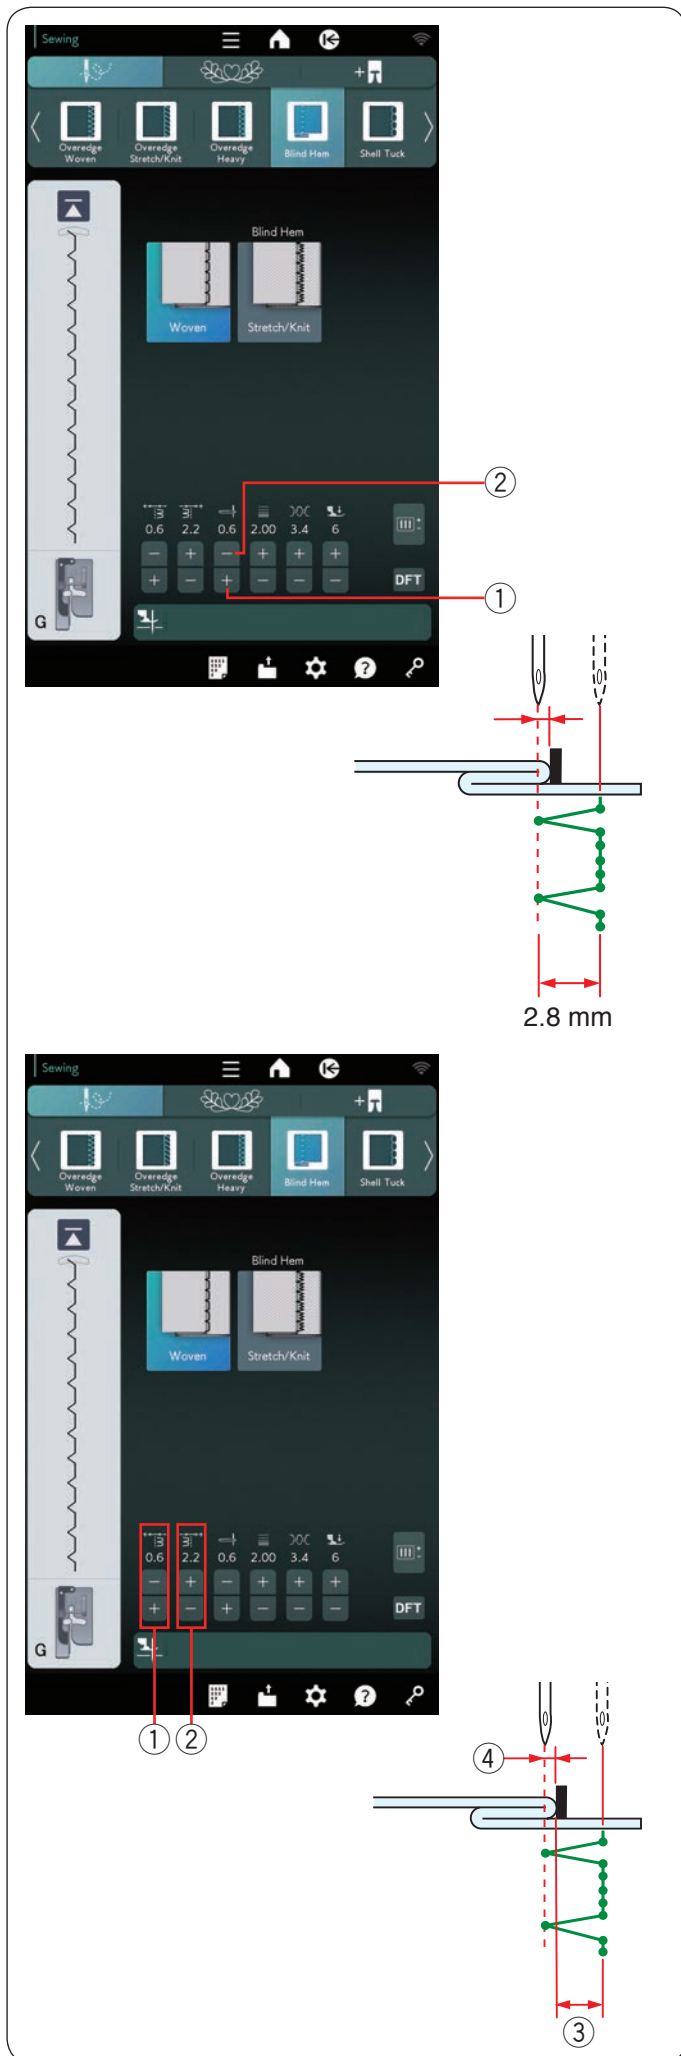 Sewing
Overedge Woven
Overedge Stretch/Knit
Overedge Heavy
Blind Hem
Shell Tuck
Blind Hem
Woven
Stretch/Knit
②
0.6 2.2 0.6 2.00 3.4 6
− + − + + +
+ − + − − −
DFT
①
G
2.8 mm
Sewing
Overedge Woven
Overedge Stretch/Knit
Overedge Heavy
Blind Hem
Shell Tuck
Blind Hem
Woven
Stretch/Knit
0.6 2.2 0.6 2.00 3.4 6
− + − + + +
+ − + − − −
DFT
G
① ②
④
③